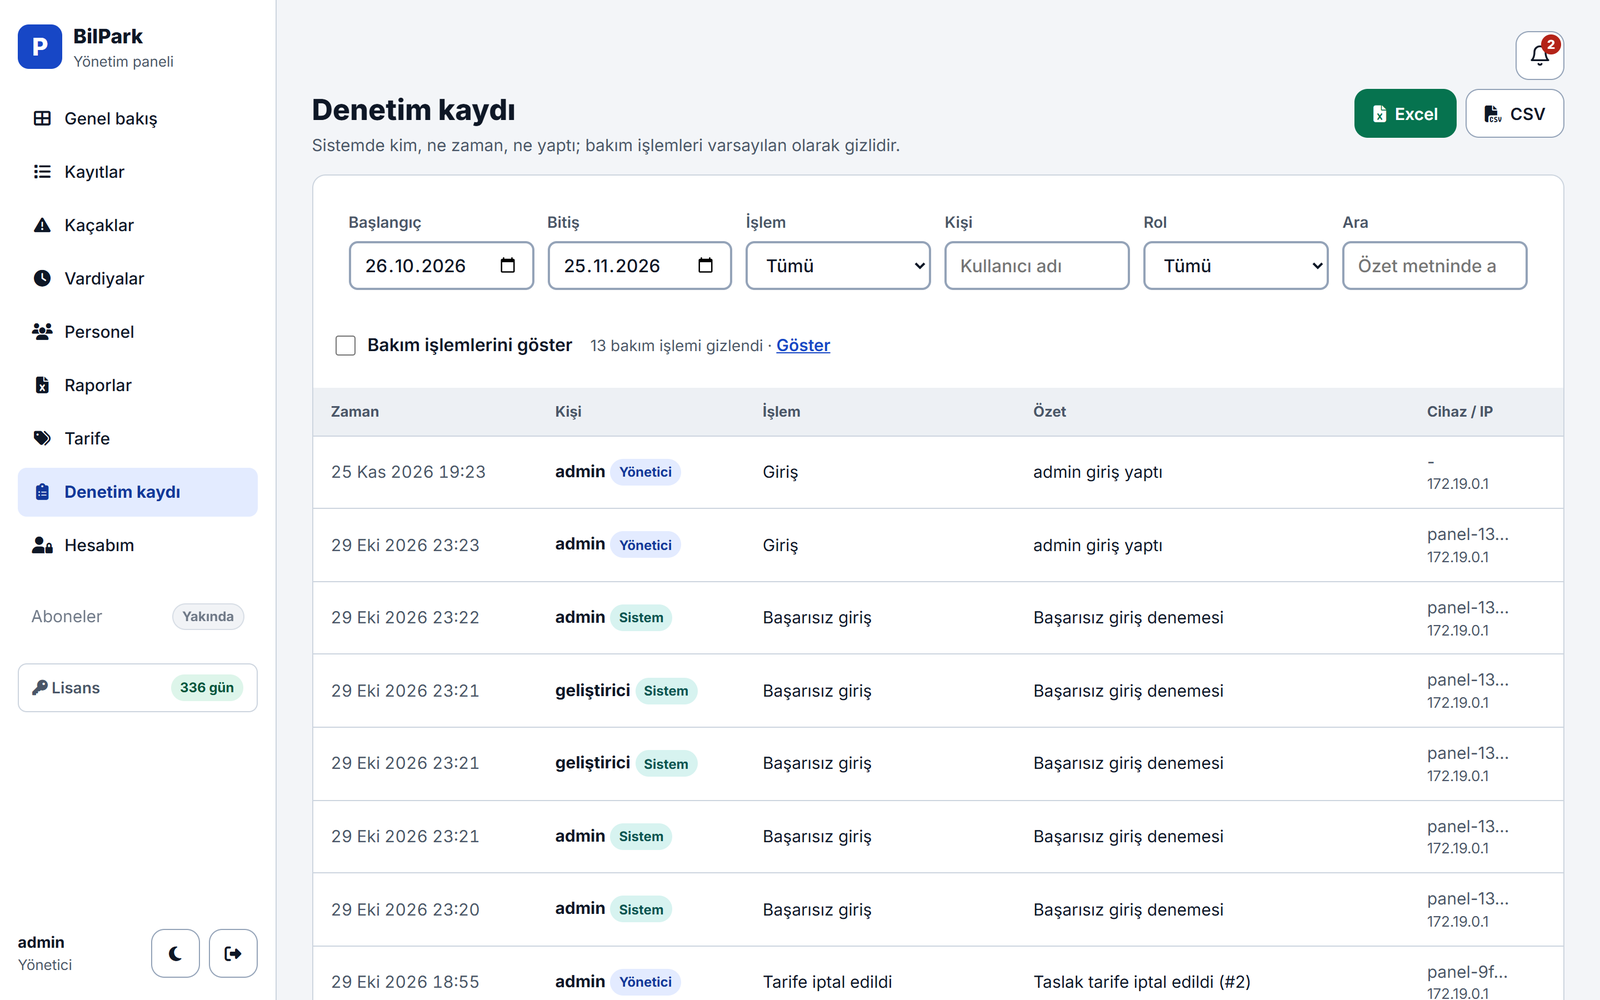 P
BilPark
Yönetim paneli
Genel bakış
Kayıtlar
Kaçaklar
Vardiyalar
Personel
Raporlar
Tarife
Denetim kaydı
Hesabım
Aboneler Yakında
Lisans 336 gün
admin
Yönetici
2
Denetim kaydı
Sistemde kim, ne zaman, ne yaptı; bakım işlemleri varsayılan olarak gizlidir.
Excel
CSV
Başlangıç Bitiş İşlem Kişi Rol Ara
26.10.2026 25.11.2026 Tümü Kullanıcı adı Tümü Özet metninde a
Bakım işlemlerini göster 13 bakım işlemi gizlendi · Göster
Zaman Kişi İşlem Özet Cihaz / IP
25 Kas 2026 19:23 admin Yönetici Giriş admin giriş yaptı -
172.19.0.1
29 Eki 2026 23:23 admin Yönetici Giriş admin giriş yaptı panel-13...
172.19.0.1
29 Eki 2026 23:22 admin Sistem Başarısız giriş Başarısız giriş denemesi panel-13...
172.19.0.1
29 Eki 2026 23:21 geliştirici Sistem Başarısız giriş Başarısız giriş denemesi panel-13...
172.19.0.1
29 Eki 2026 23:21 geliştirici Sistem Başarısız giriş Başarısız giriş denemesi panel-13...
172.19.0.1
29 Eki 2026 23:21 admin Sistem Başarısız giriş Başarısız giriş denemesi panel-13...
172.19.0.1
29 Eki 2026 23:20 admin Sistem Başarısız giriş Başarısız giriş denemesi panel-13...
172.19.0.1
29 Eki 2026 18:55 admin Yönetici Tarife iptal edildi Taslak tarife iptal edildi (#2) panel-9f...
172.19.0.1